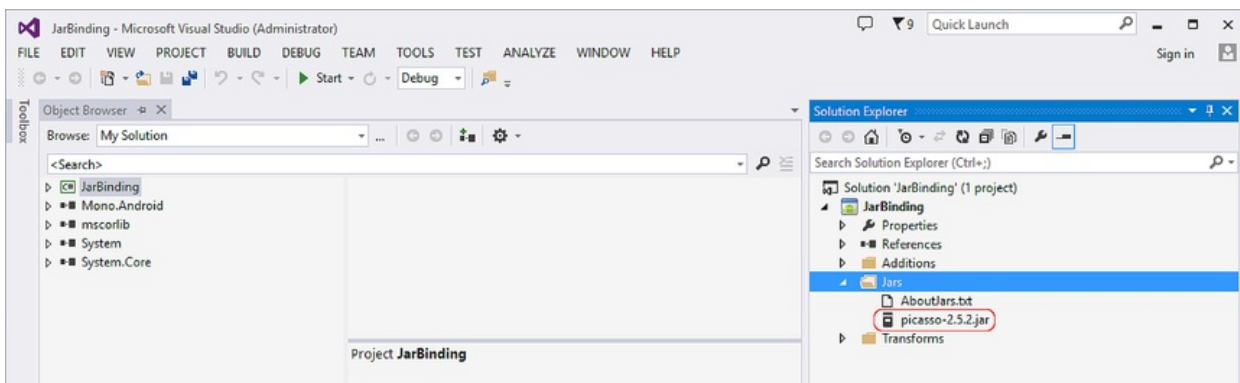 JarBinding - Microsoft Visual Studio (Administrator)
9
Quick Launch
FILE EDIT VIEW PROJECT BUILD DEBUG TEAM TOOLS TEST ANALYZE WINDOW HELP
Sign in
Start
Debug
Toolbox
Object Browser
Browse: My Solution
...
<Search>
C#
JarBinding
Mono.Android
mscorlib
System
System.Core
Project JarBinding
Solution Explorer
Search Solution Explorer (Ctrl+;)
Solution 'JarBinding' (1 project)
JarBinding
Properties
References
Additions
Jars
AboutJars.txt
picasso-2.5.2.jar
Transforms